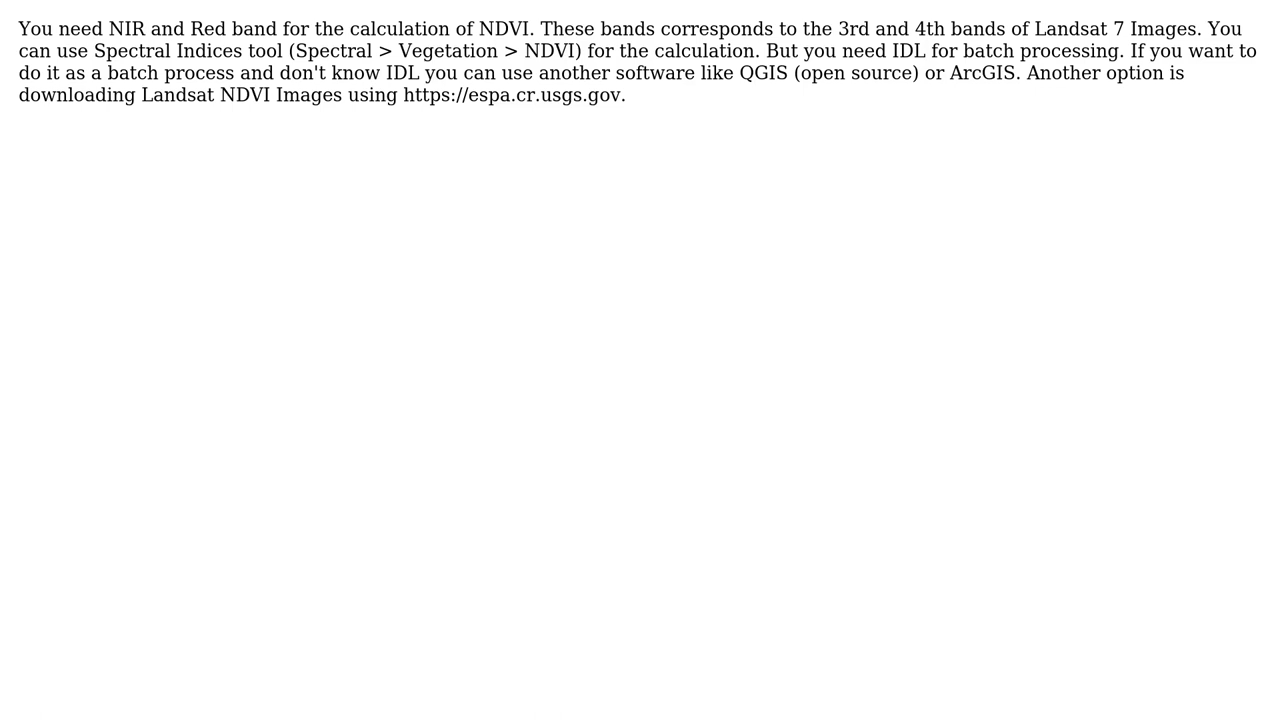 You need NIR and Red band for the calculation of NDVI. These bands corresponds to the 3rd and 4th bands of Landsat 7 Images. You
can use Spectral Indices tool (Spectral > Vegetation > NDVI) for the calculation. But you need IDL for batch processing. If you want to
do it as a batch process and don't know IDL you can use another software like QGIS (open source) or ArcGIS. Another option is
downloading Landsat NDVI Images using https://espa.cr.usgs.gov.